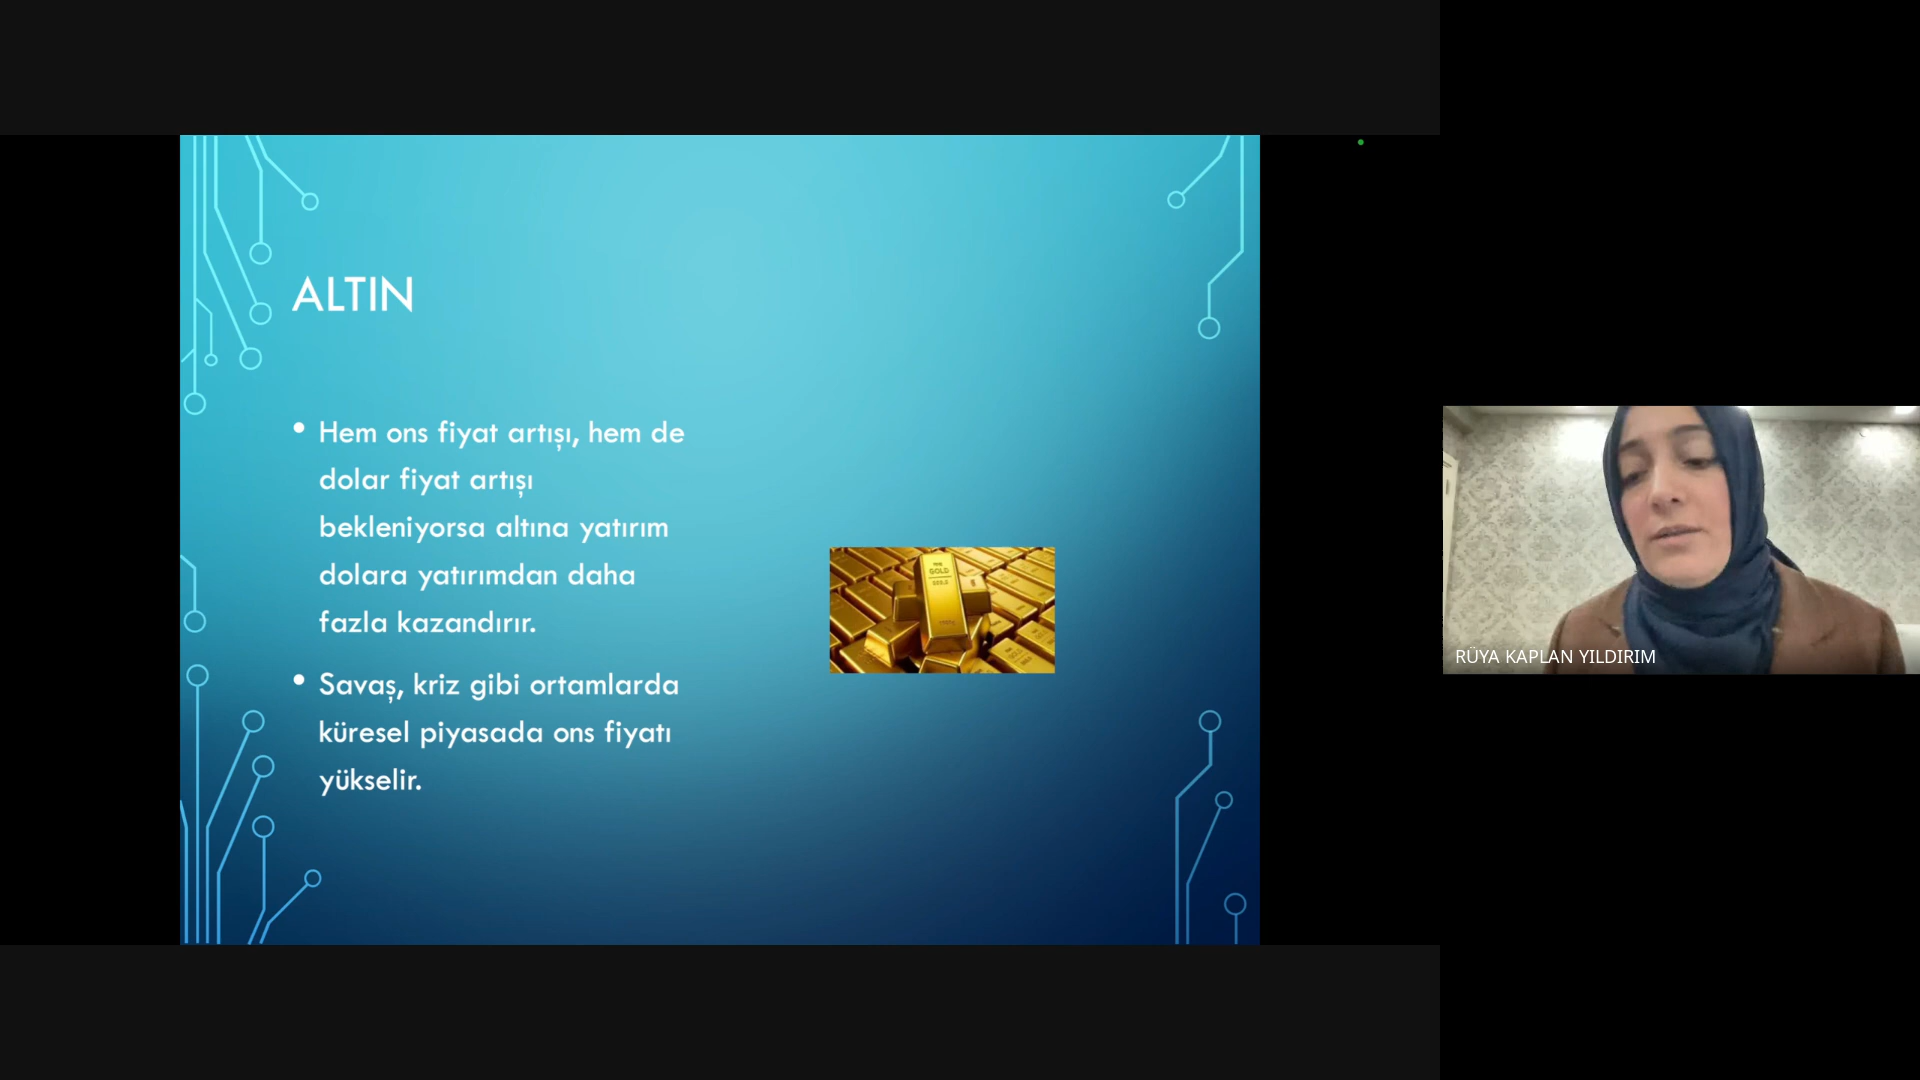 ALTIN
• Hem ons fiyat artışı, hem de
dolar fiyat artışı
bekleniyorsa altına yatırım
dolara yatırımdan daha
fazla kazandırır.
• Savaş, kriz gibi ortamlarda
küresel piyasada ons fiyatı
yükselir.
GOLD
RÜYA KAPLAN YILDIRIM